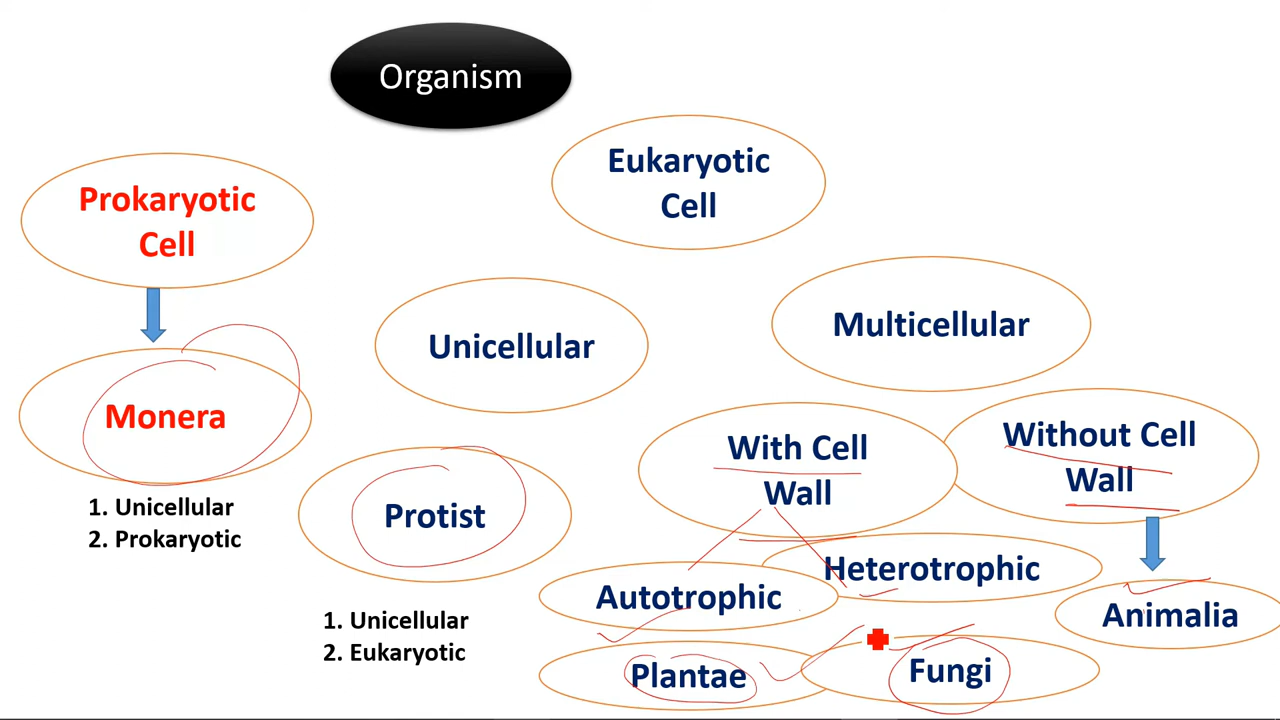 Organism
Eukaryotic
Cell
Prokaryotic
Cell
Unicellular
Multicellular
Monera
1. Unicellular
2. Prokaryotic
Protist
1. Unicellular
2. Eukaryotic
With Cell
Wall
Without Cell
Wall
Autotrophic
Heterotrophic
Animalia
Plantae
Fungi